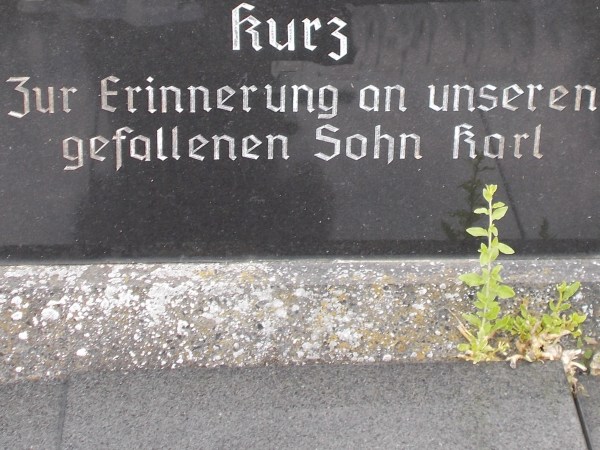 Kurz
Zur Erinnerung an unseren
gefallenen Sohn Karl